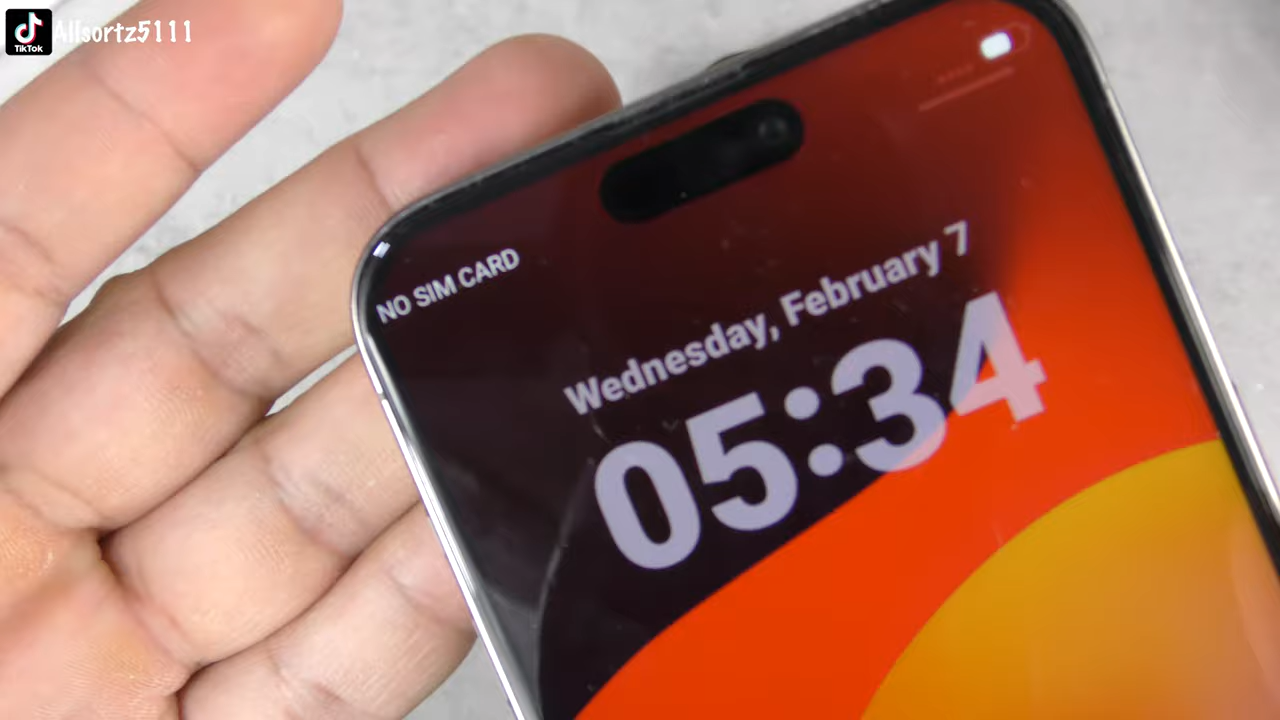 TikTok
Allsortz5111
NO SIM CARD
Wednesday, February 7
05:34